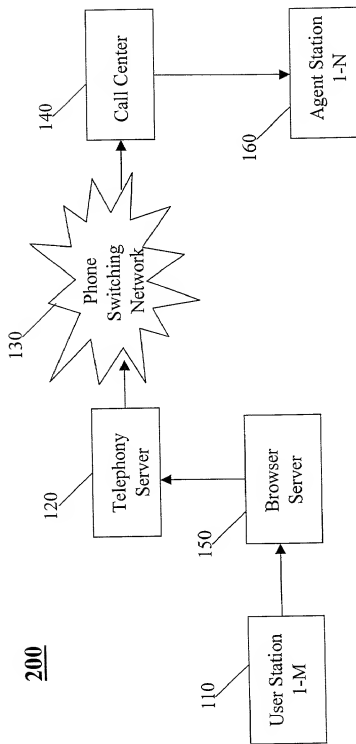 200
110
User Station
1-M
150
Browser
Server
120
Telephony
Server
130
Phone
Switching
Network
140
Call Center
160
Agent Station
1-N